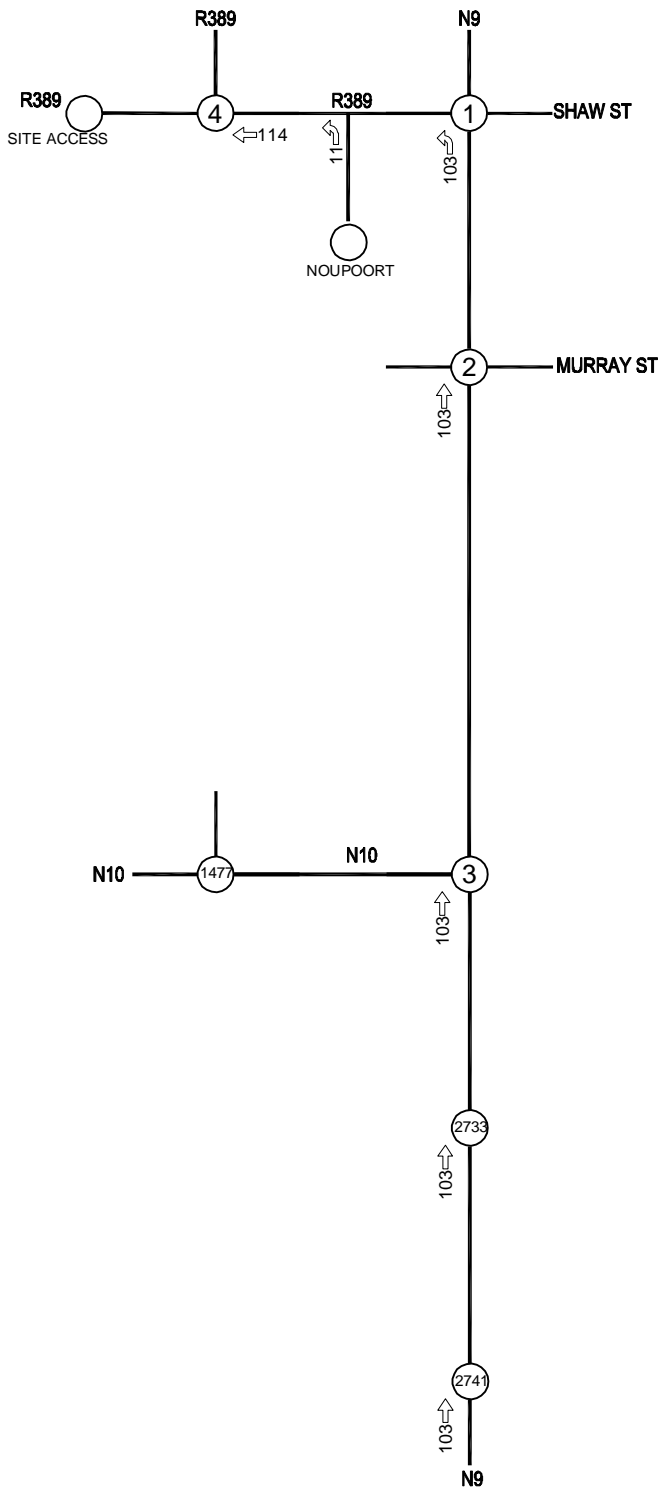 R389
N9
R389
R389
4
1
SHAW ST
SITE ACCESS
114
11
103
NOUPOORT
2
MURRAY ST
103
N10
N10
1477
3
103
2733
103
2741
103
N9